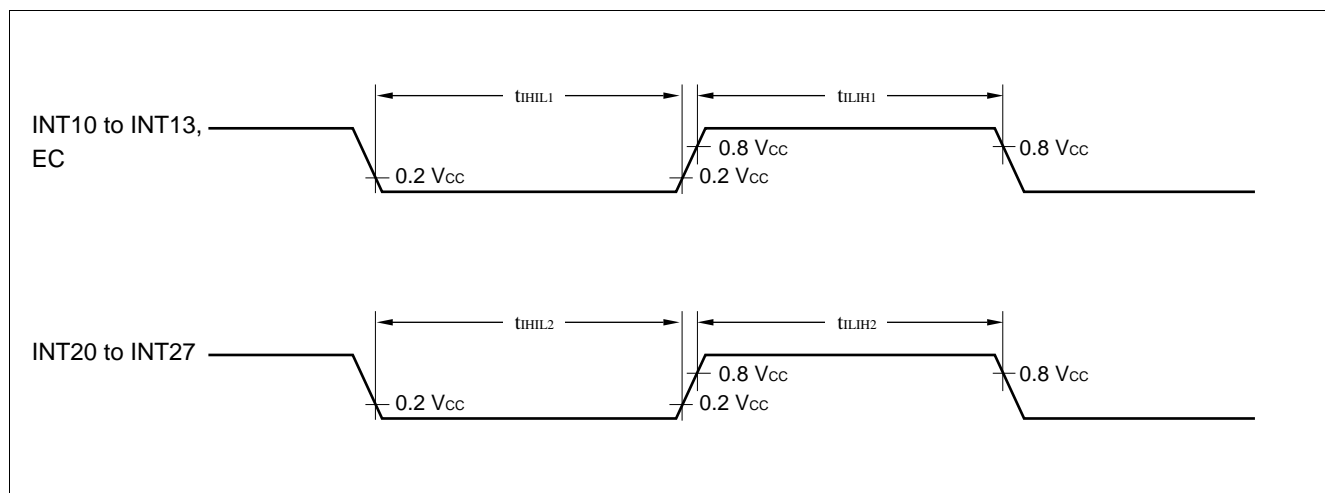 tIHIL1 tILIH1
INT10 to INT13,
EC
0.8 VCC 0.8 VCC
0.2 VCC 0.2 VCC
tIHIL2 tILIH2
INT20 to INT27
0.8 VCC 0.8 VCC
0.2 VCC 0.2 VCC